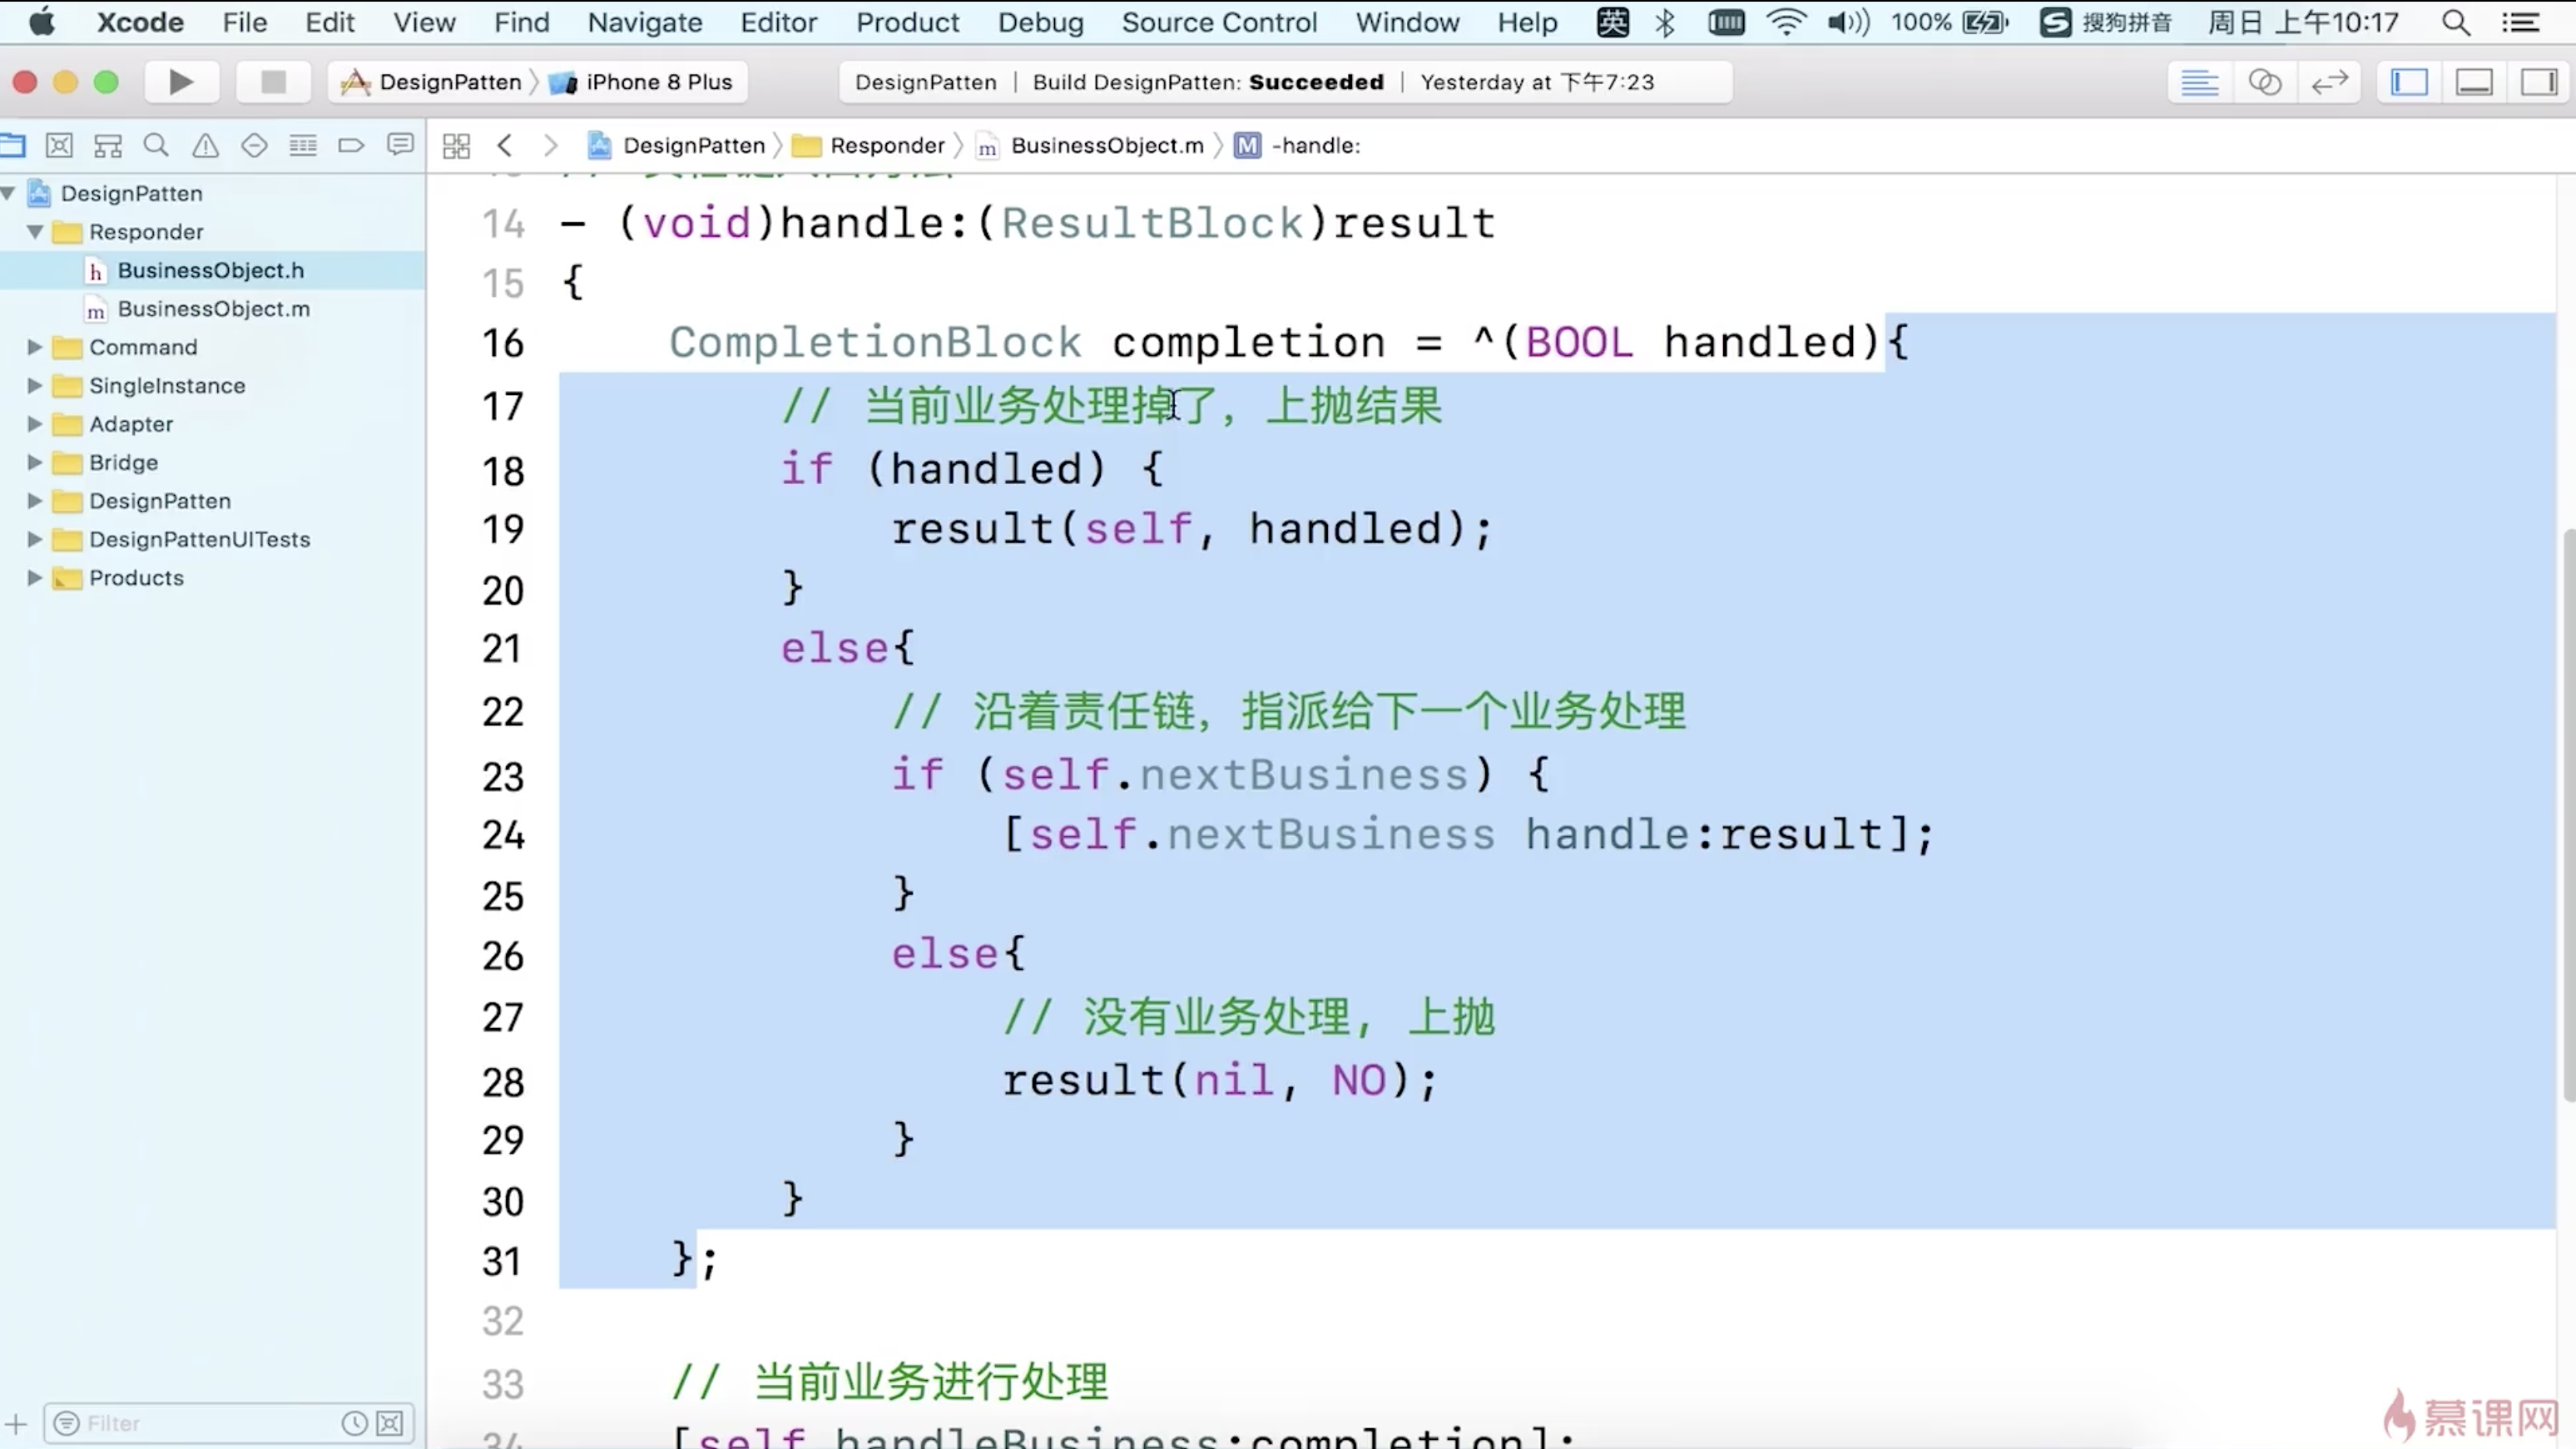 Xcode File Edit View Find Navigate Editor Product Debug Source Control Window Help 英 100% 搜狗拼音 周日 上午10:17
DesignPatten iPhone 8 Plus DesignPatten | Build DesignPatten: Succeeded | Yesterday at 下午7:23
DesignPatten Responder m BusinessObject.m M -handle:
DesignPatten
Responder
h BusinessObject.h
m BusinessObject.m
Command
SingleInstance
Adapter
Bridge
DesignPatten
DesignPattenUITests
Products
Filter
14 - (void)handle:(ResultBlock)result
15 {
16 CompletionBlock completion = ^(BOOL handled){
17 // 当前业务处理掉了，上抛结果
18 if (handled) {
19 result(self, handled);
20 }
21 else{
22 // 沿着责任链，指派给下一个业务处理
23 if (self.nextBusiness) {
24 [self.nextBusiness handle:result];
25 }
26 else{
27 // 没有业务处理, 上抛
28 result(nil, NO);
29 }
30 }
31 };
32
33 // 当前业务进行处理
34 [self handleBusiness:completion];
慕课网